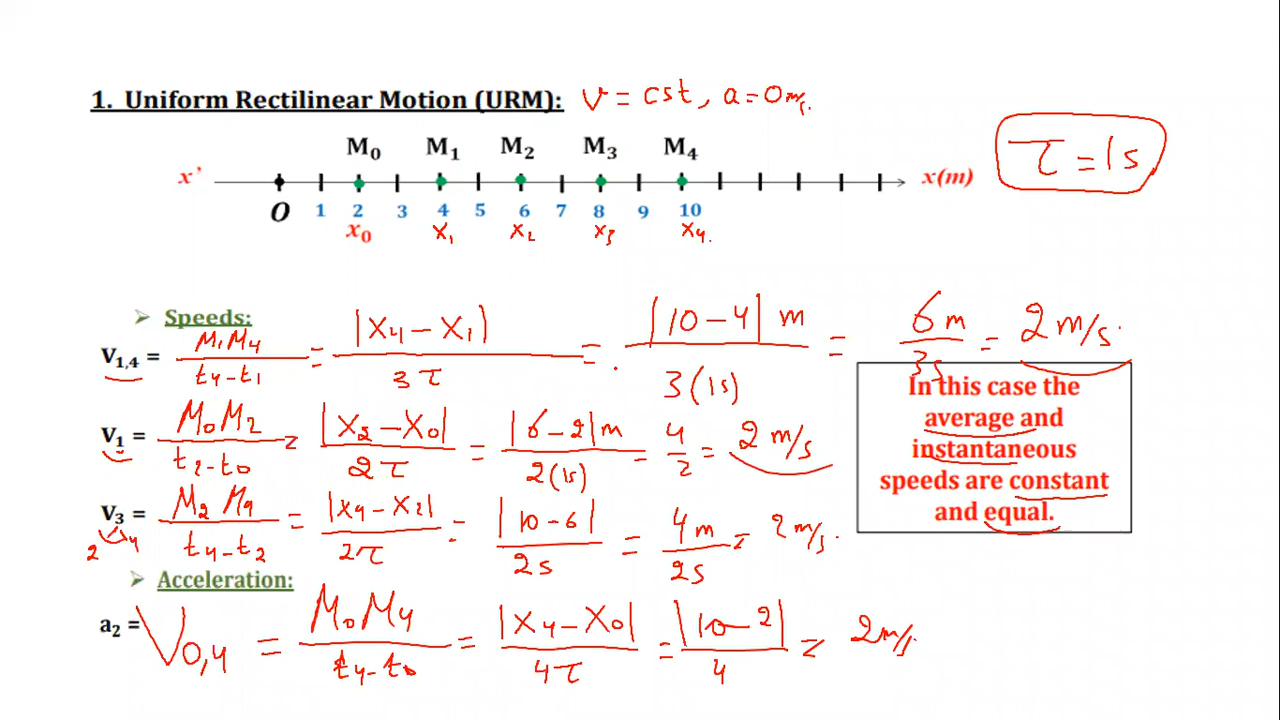 1. Uniform Rectilinear Motion (URM): V = cst, a = 0 m/s.
τ = 1s
M₀ M₁ M₂ M₃ M₄
x' x(m)
O 1 2 3 4 5 6 7 8 9 10
x₀ x₁ x₂ x₃ x₄.
➢ Speeds:
V₁,₄ = M₁M₄ / t₄ - t₁ = |x₄ - x₁| / 3τ = |10 - 4| m / 3(1s) = 6m / 3s = 2 m/s.
V₁ = M₀M₂ / t₂ - t₀ = |x₂ - x₀| / 2τ = |6 - 2| m / 2(1s) = 4 / 2 = 2 m/s
V₃ = M₂M₄ / t₄ - t₂ = |x₄ - x₂| / 2τ = |10 - 6| / 2s = 4m / 2s = 2 m/s.
2 4
In this case the
average and
instantaneous
speeds are constant
and equal.
➢ Acceleration:
a₂ = V₀,₄ = M₀M₄ / t₄ - t₀ = |x₄ - x₀| / 4τ = |10 - 2| / 4 = 2 m/s.